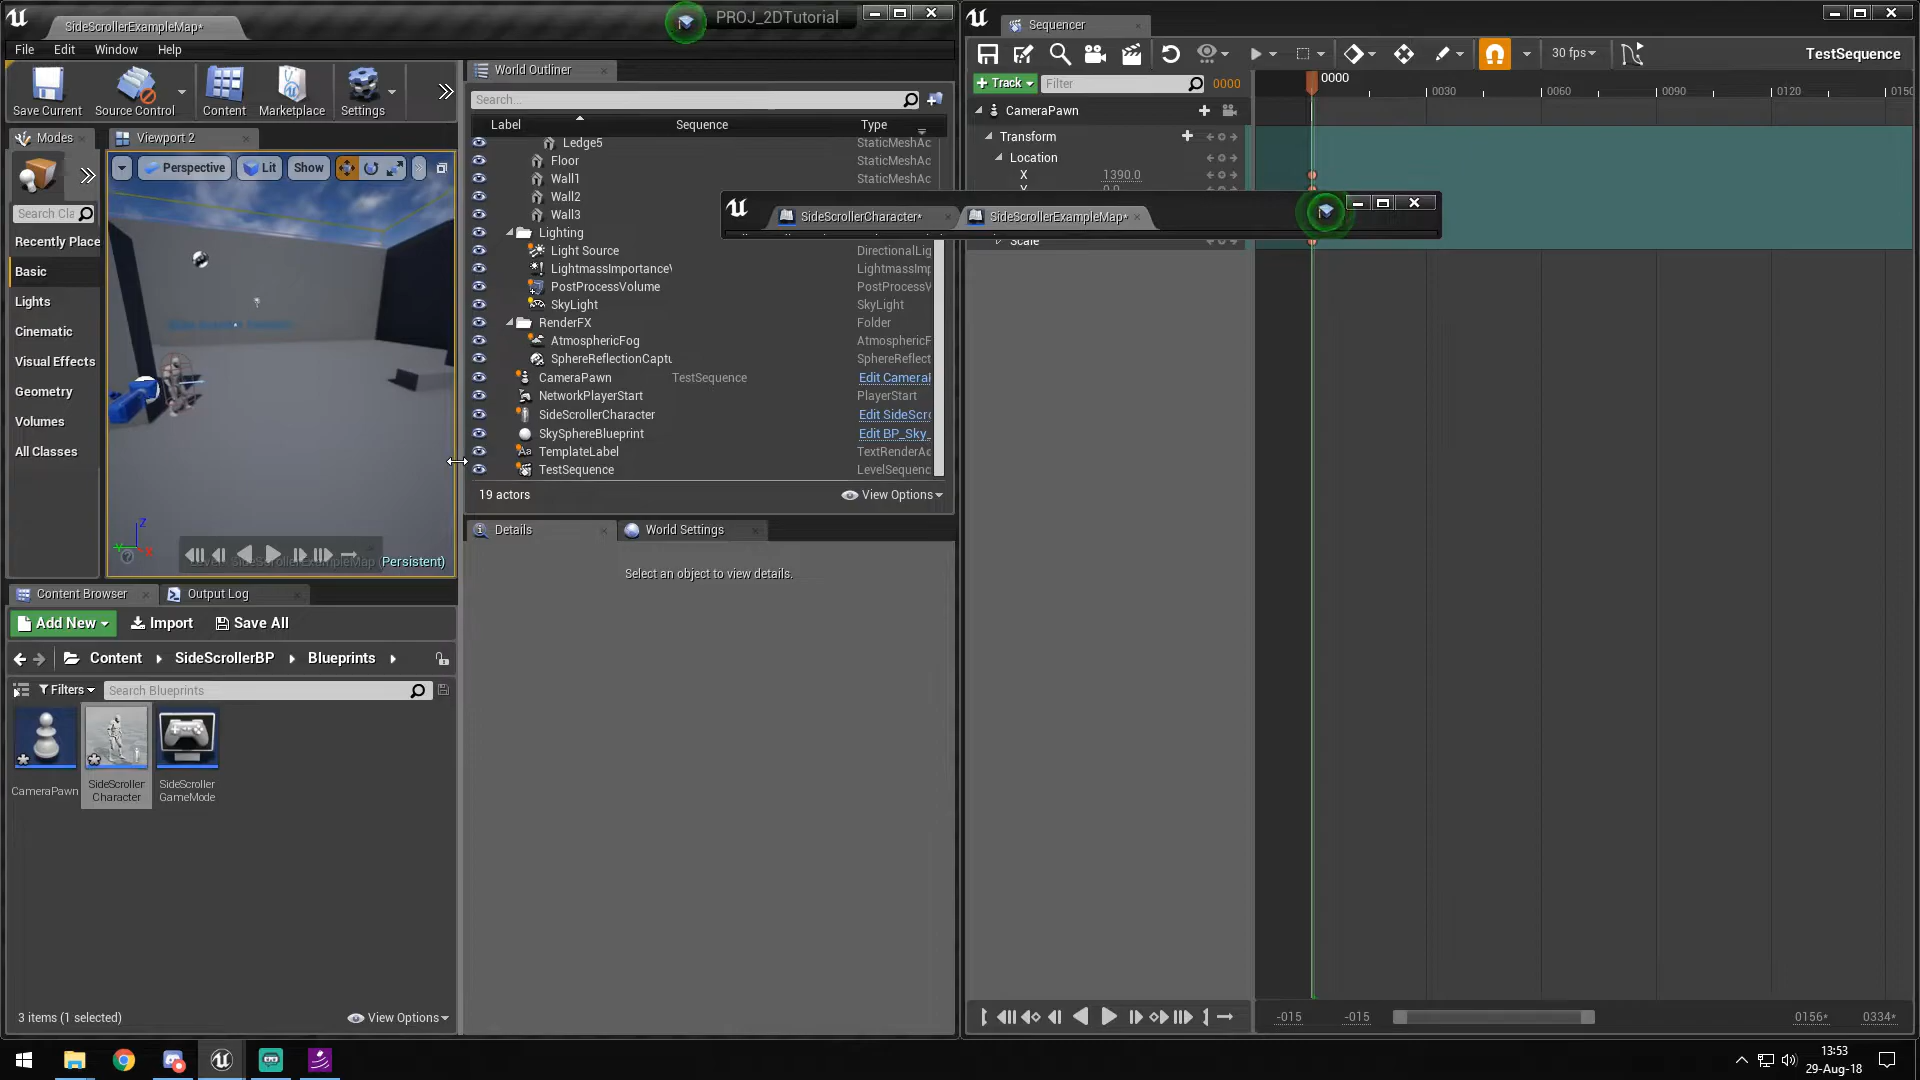 SideScrollerExampleMap*
PROJ_2DTutorial
File Edit Window Help
Save Current
Source Control
Content
Marketplace
Settings
Modes
Viewport 2
Perspective
Lit
Show
Recently Place
Basic
Lights
Cinematic
Visual Effects
Geometry
Volumes
All Classes
Z
(Persistent)
World Outliner
Search...
Label Sequence Type
Ledge5 StaticMeshAc
Floor StaticMeshAc
Wall1 StaticMeshAc
Wall2
Wall3
Lighting
Light Source DirectionalLig
LightmassImportance LightmassImp
PostProcessVolume PostProcessV
SkyLight SkyLight
RenderFX Folder
AtmosphericFog AtmosphericF
SphereReflectionCaptu SphereReflect
CameraPawn TestSequence Edit Camera
NetworkPlayerStart PlayerStart
SideScrollerCharacter Edit SideScr
SkySphereBlueprint Edit BP_Sky_
TemplateLabel TextRenderAc
TestSequence LevelSequenc
19 actors
View Options
Details
World Settings
Select an object to view details.
Content Browser
Output Log
Add New
Import
Save All
Content
SideScrollerBP
Blueprints
Filters
Search Blueprints
CameraPawn
SideScroller
Character
SideScroller
GameMode
3 items (1 selected)
View Options
Sequencer
30 fps
TestSequence
Track
Filter
0000
0000
0030
0060
0090
0120
0150
CameraPawn
Transform
Location
X 1390.0
SideScrollerCharacter*
SideScrollerExampleMap*
Scale
-015
-015
0156*
0334*
13:53
29-Aug-18